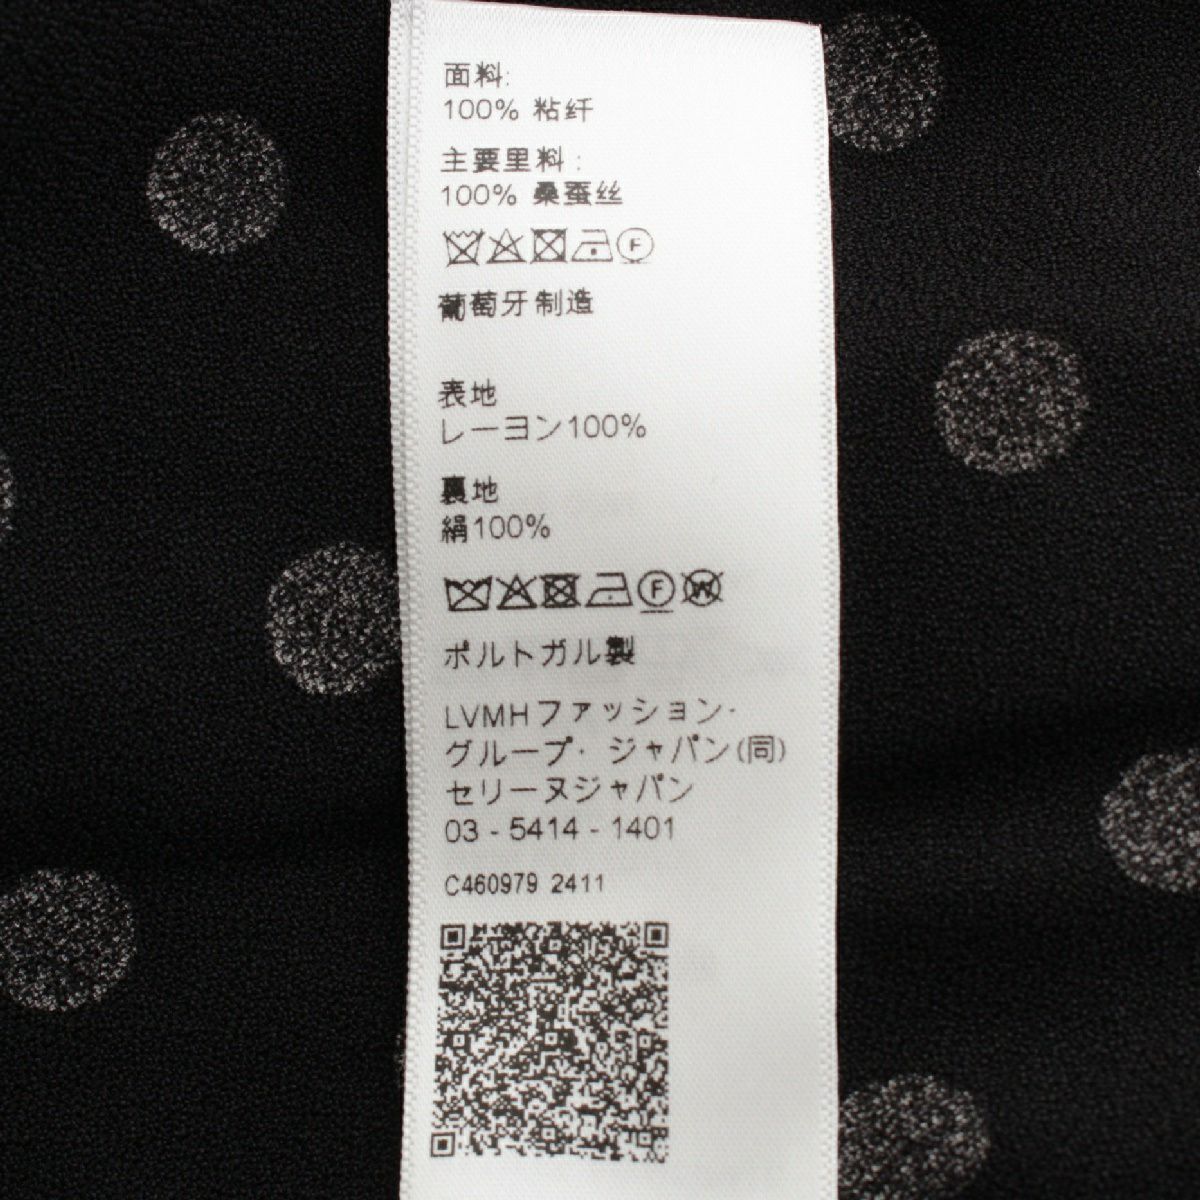 面料:
100% 粘纤
主要里料:
100% 桑蚕丝
F
葡萄牙制造
表地
レーヨン100%
裏地
絹100%
F W
ポルトガル製
LVMHファッション・
グループ・ジャパン(同)
セリーヌジャパン
03 - 5414 - 1401
C460979 2411